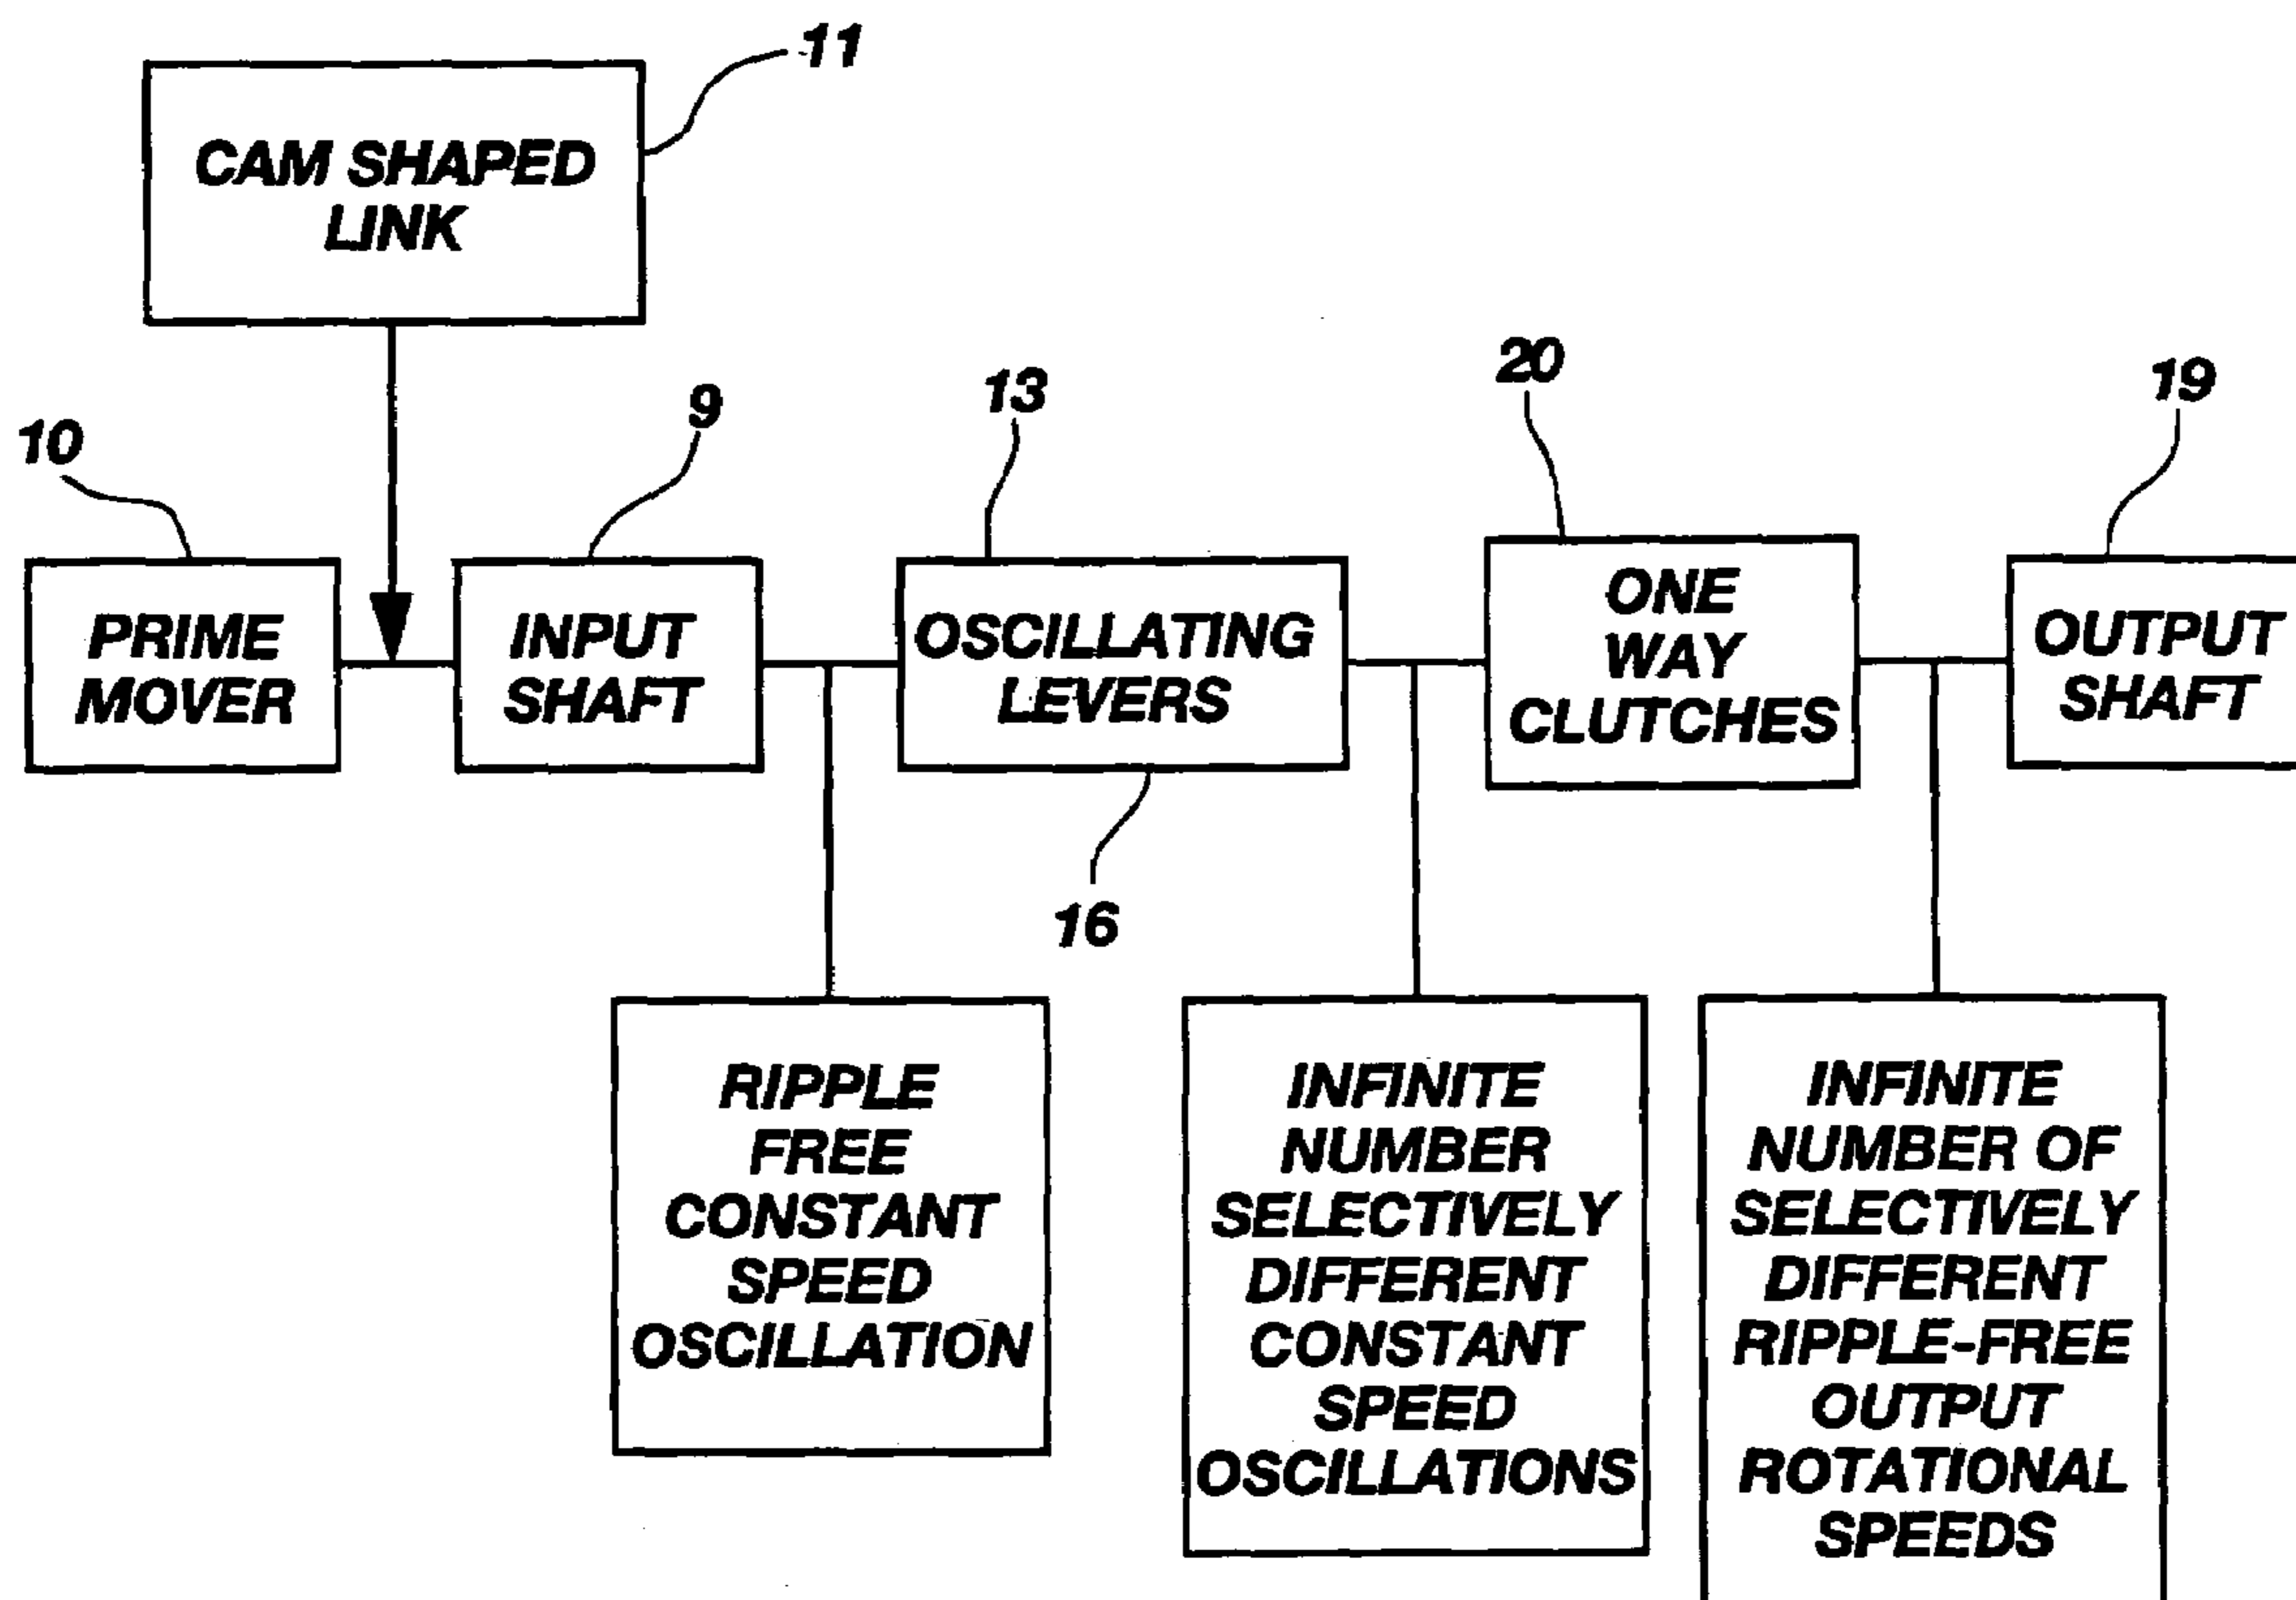 11
CAM SHAPED
LINK
10
9
13
20
19
PRIME
MOVER
INPUT
SHAFT
OSCILLATING
LEVERS
ONE
WAY
CLUTCHES
OUTPUT
SHAFT
16
RIPPLE
FREE
CONSTANT
SPEED
OSCILLATION
INFINITE
NUMBER
SELECTIVELY
DIFFERENT
CONSTANT
SPEED
OSCILLATIONS
INFINITE
NUMBER OF
SELECTIVELY
DIFFERENT
RIPPLE-FREE
OUTPUT
ROTATIONAL
SPEEDS